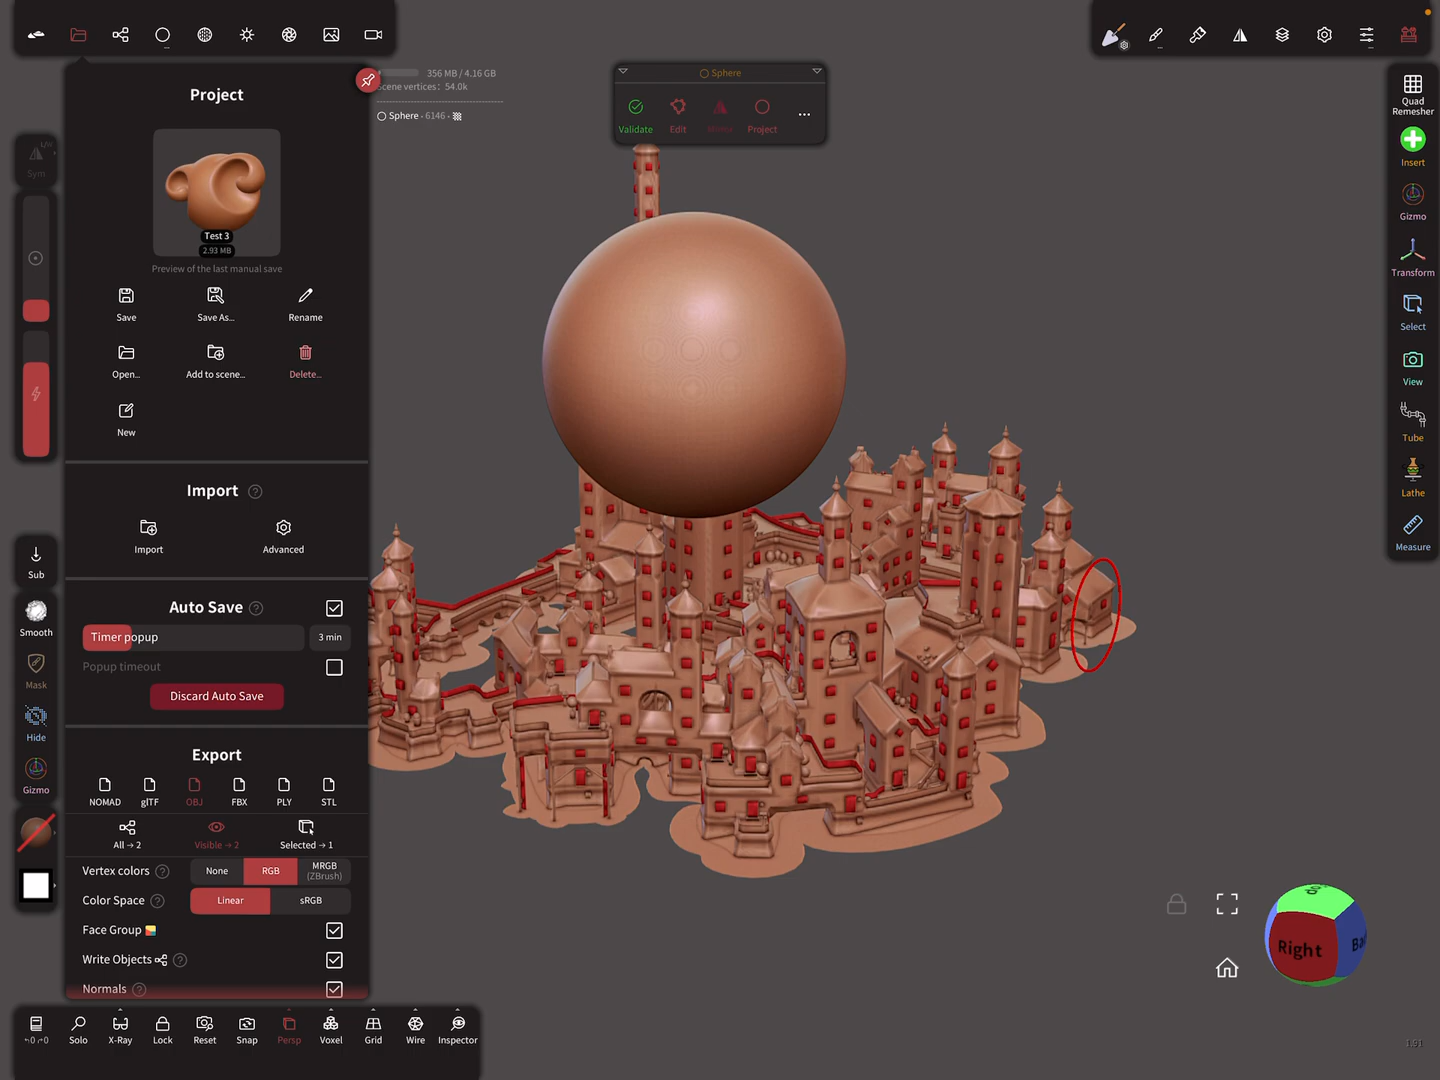 Project
Test 3
2.93 MB
Preview of the last manual save
Save
Save As...
Rename
Open...
Add to scene...
Delete...
New
Import
Import
Advanced
Auto Save
Timer popup
3 min
Popup timeout
Discard Auto Save
Export
NOMAD
glTF
OBJ
FBX
PLY
STL
All → 2
Visible → 2
Selected → 1
Vertex colors
None
RGB
MRGB
(ZBrush)
Color Space
Linear
sRGB
Face Group
Write Objects
Normals
Sym
Sub
Smooth
Mask
Hide
Gizmo
356 MB / 4.16 GB
Scene vertices: 54.0k
Sphere - 6146 -
Sphere
Validate
Edit
Project
...
Quad
Remesher
Insert
Gizmo
Transform
Select
View
Tube
Lathe
Measure
Right
Solo
X-Ray
Lock
Reset
Snap
Persp
Voxel
Grid
Wire
Inspector
1.91